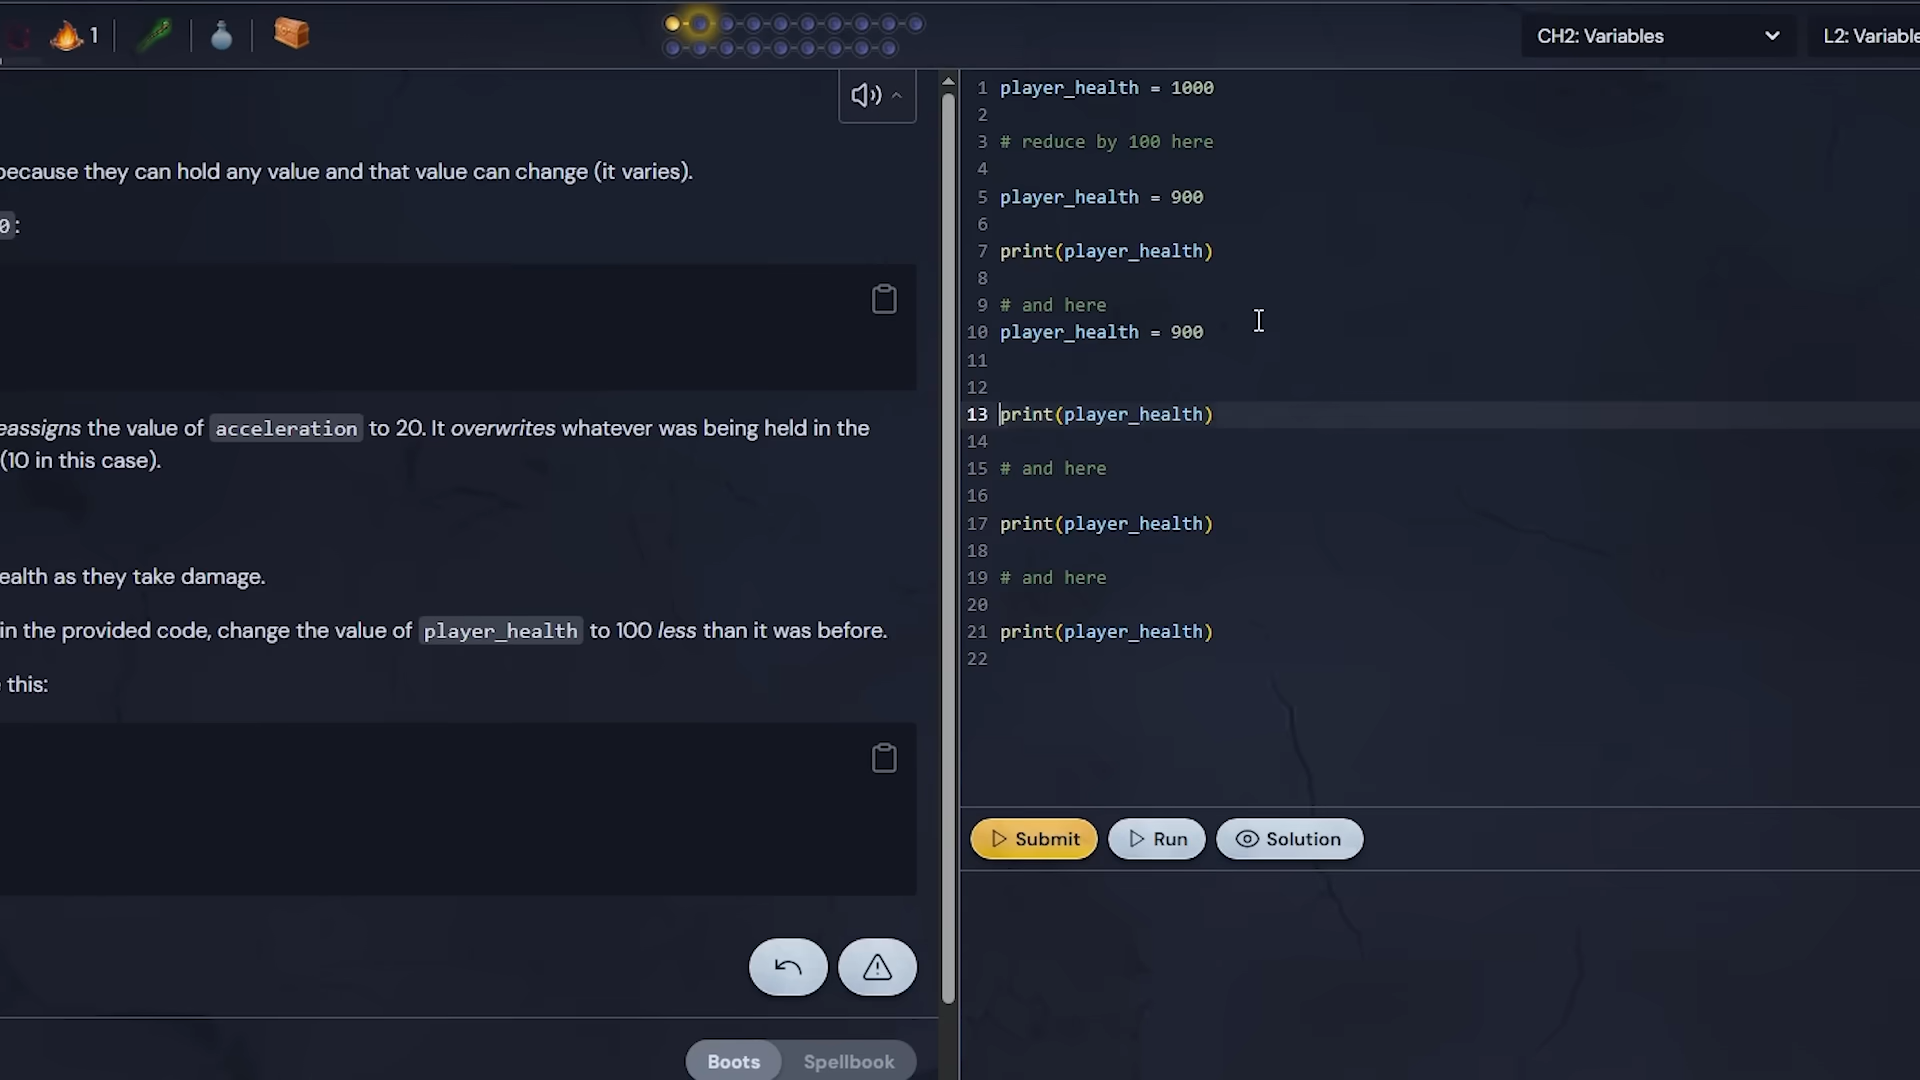 1
CH2: Variables
L2: Variable
because they can hold any value and that value can change (it varies).
0:
eassigns the value of acceleration to 20. It overwrites whatever was being held in the
(10 in this case).
ealth as they take damage.
in the provided code, change the value of player_health to 100 less than it was before.
this:
Boots
Spellbook
1 player_health = 1000
2
3 # reduce by 100 here
4
5 player_health = 900
6
7 print(player_health)
8
9 # and here
10 player_health = 900
11
12
13 print(player_health)
14
15 # and here
16
17 print(player_health)
18
19 # and here
20
21 print(player_health)
22
Submit
Run
Solution